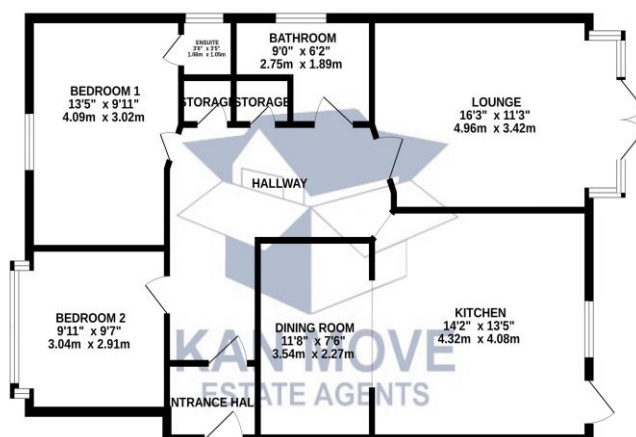 ENSUITE
3'6" x 3'5"
1.06m x 1.05m
BATHROOM
9'0" x 6'2"
2.75m x 1.89m
BEDROOM 1
13'5" x 9'11"
4.09m x 3.02m
STORAGE
STORAGE
LOUNGE
16'3" x 11'3"
4.96m x 3.42m
HALLWAY
BEDROOM 2
9'11" x 9'7"
3.04m x 2.91m
DINING ROOM
11'8" x 7'6"
3.54m x 2.27m
KITCHEN
14'2" x 13'5"
4.32m x 4.08m
KAN MOVE
ESTATE AGENTS
ENTRANCE HALL